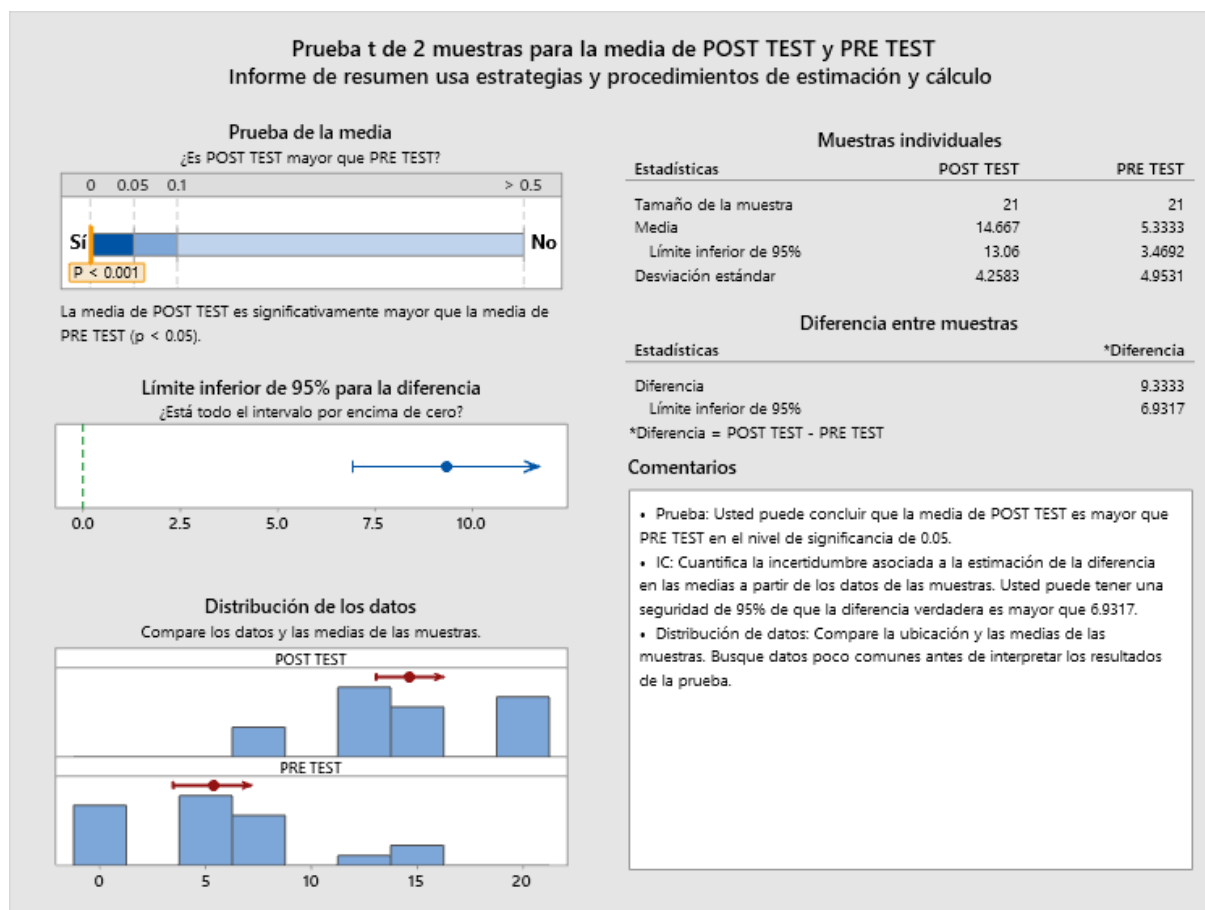 Prueba t de 2 muestras para la media de POST TEST y PRE TEST
Informe de resumen usa estrategias y procedimientos de estimación y cálculo
Prueba de la media
¿Es POST TEST mayor que PRE TEST?
0 0.05 0.1 > 0.5
Sí No
P < 0.001
La media de POST TEST es significativamente mayor que la media de
PRE TEST (p < 0.05).
Límite inferior de 95% para la diferencia
¿Está todo el intervalo por encima de cero?
0.0 2.5 5.0 7.5 10.0
Distribución de los datos
Compare los datos y las medias de las muestras.
POST TEST
PRE TEST
0 5 10 15 20
Muestras individuales
Estadísticas POST TEST PRE TEST
Tamaño de la muestra 21 21
Media 14.667 5.3333
Límite inferior de 95% 13.06 3.4692
Desviación estándar 4.2583 4.9531
Diferencia entre muestras
Estadísticas *Diferencia
Diferencia 9.3333
Límite inferior de 95% 6.9317
*Diferencia = POST TEST - PRE TEST
Comentarios
• Prueba: Usted puede concluir que la media de POST TEST es mayor que
PRE TEST en el nivel de significancia de 0.05.
• IC: Cuantifica la incertidumbre asociada a la estimación de la diferencia
en las medias a partir de los datos de las muestras. Usted puede tener una
seguridad de 95% de que la diferencia verdadera es mayor que 6.9317.
• Distribución de datos: Compare la ubicación y las medias de las
muestras. Busque datos poco comunes antes de interpretar los resultados
de la prueba.